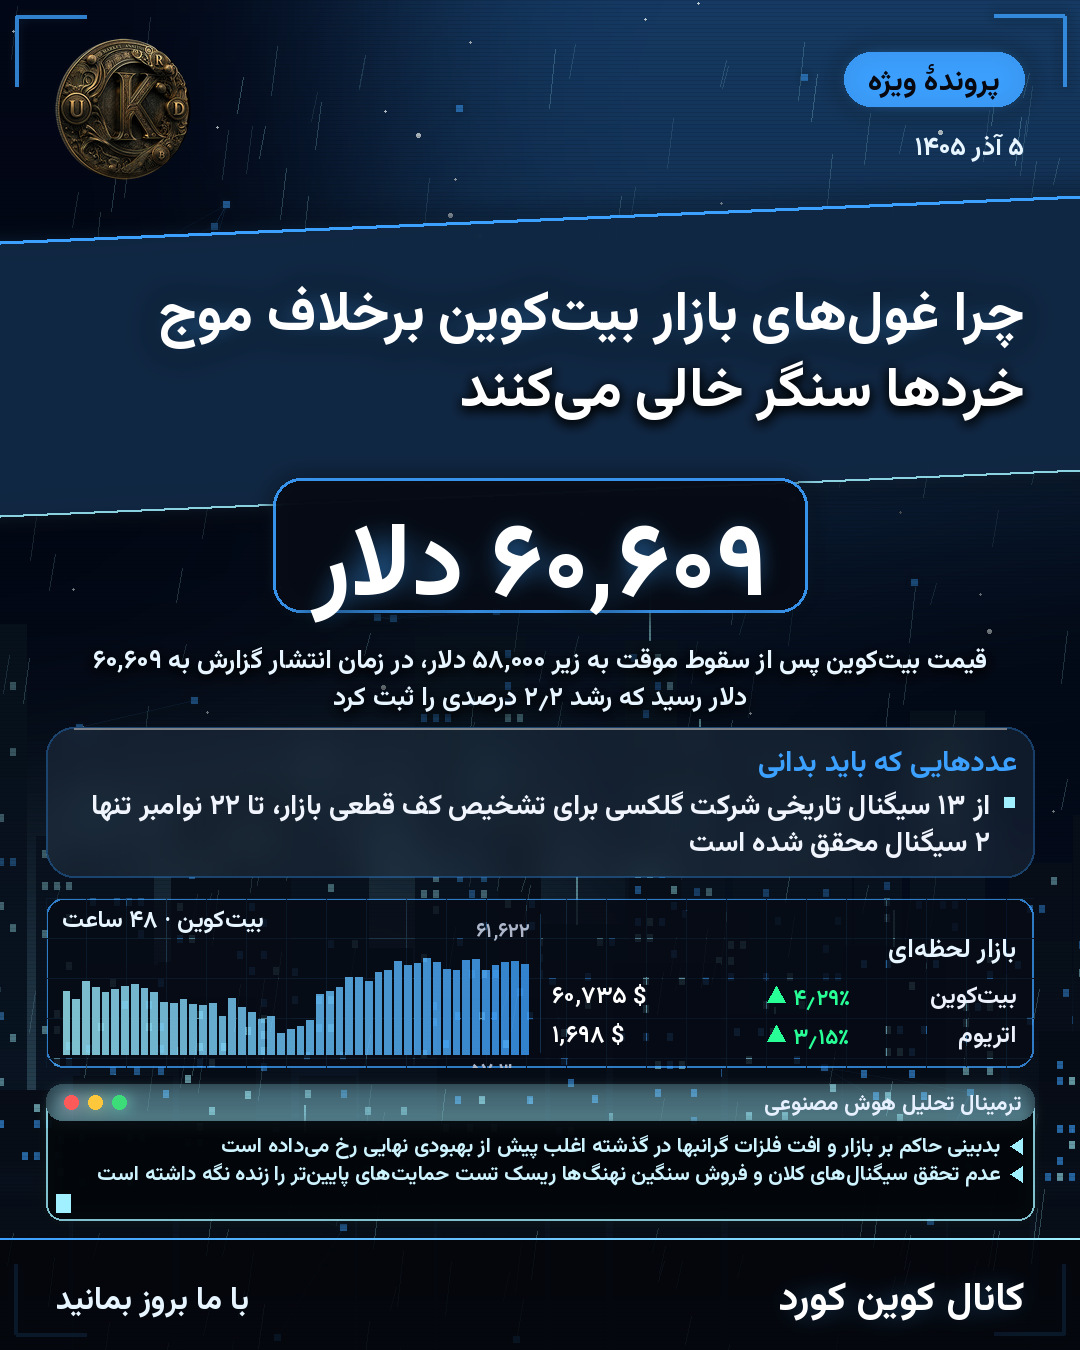 پروندهٔ ویژه
۵ آذر ۱۴۰۵
U K D
R
B
چرا غول‌های بازار بیت‌کوین برخلاف موج
خردها سنگر خالی می‌کنند
۶۰,۶۰۹ دلار
قیمت بیت‌کوین پس از سقوط موقت به زیر ۵۸,۰۰۰ دلار، در زمان انتشار گزارش به ۶۰,۶۰۹
دلار رسید که رشد ۲٫۲ درصدی را ثبت کرد
عددهایی که باید بدانی
از ۱۳ سیگنال تاریخی شرکت گلکسی برای تشخیص کف قطعی بازار، تا ۲۲ نوامبر تنها
۲ سیگنال محقق شده است
بازار لحظه‌ای
بیت‌کوین ▲ ۴٫۲۹٪ ۶۰,۷۳۵ $
اتریوم ▲ ۳٫۱۵٪ ۱,۶۹۸ $
بیت‌کوین · ۴۸ ساعت
۶۱,۶۲۲
ترمینال تحلیل هوش مصنوعی
◀ بدبینی حاکم بر بازار و افت فلزات گرانبها در گذشته اغلب پیش از بهبودی نهایی رخ می‌داده است
◀ عدم تحقق سیگنال‌های کلان و فروش سنگین نهنگ‌ها ریسک تست حمایت‌های پایین‌تر را زنده نگه داشته است
کانال کوین کورد
با ما بروز بمانید